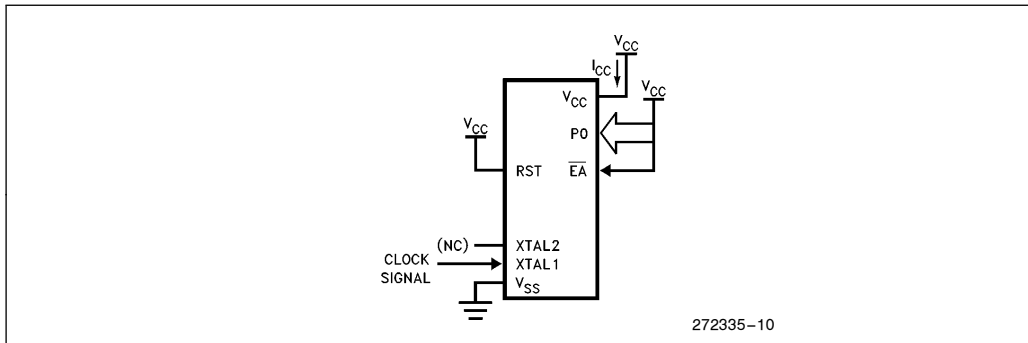 VCC
ICC
VCC
VCC
VCC
P0
RST
EA
(NC)
XTAL2
CLOCK
SIGNAL
XTAL1
VSS
272335–10